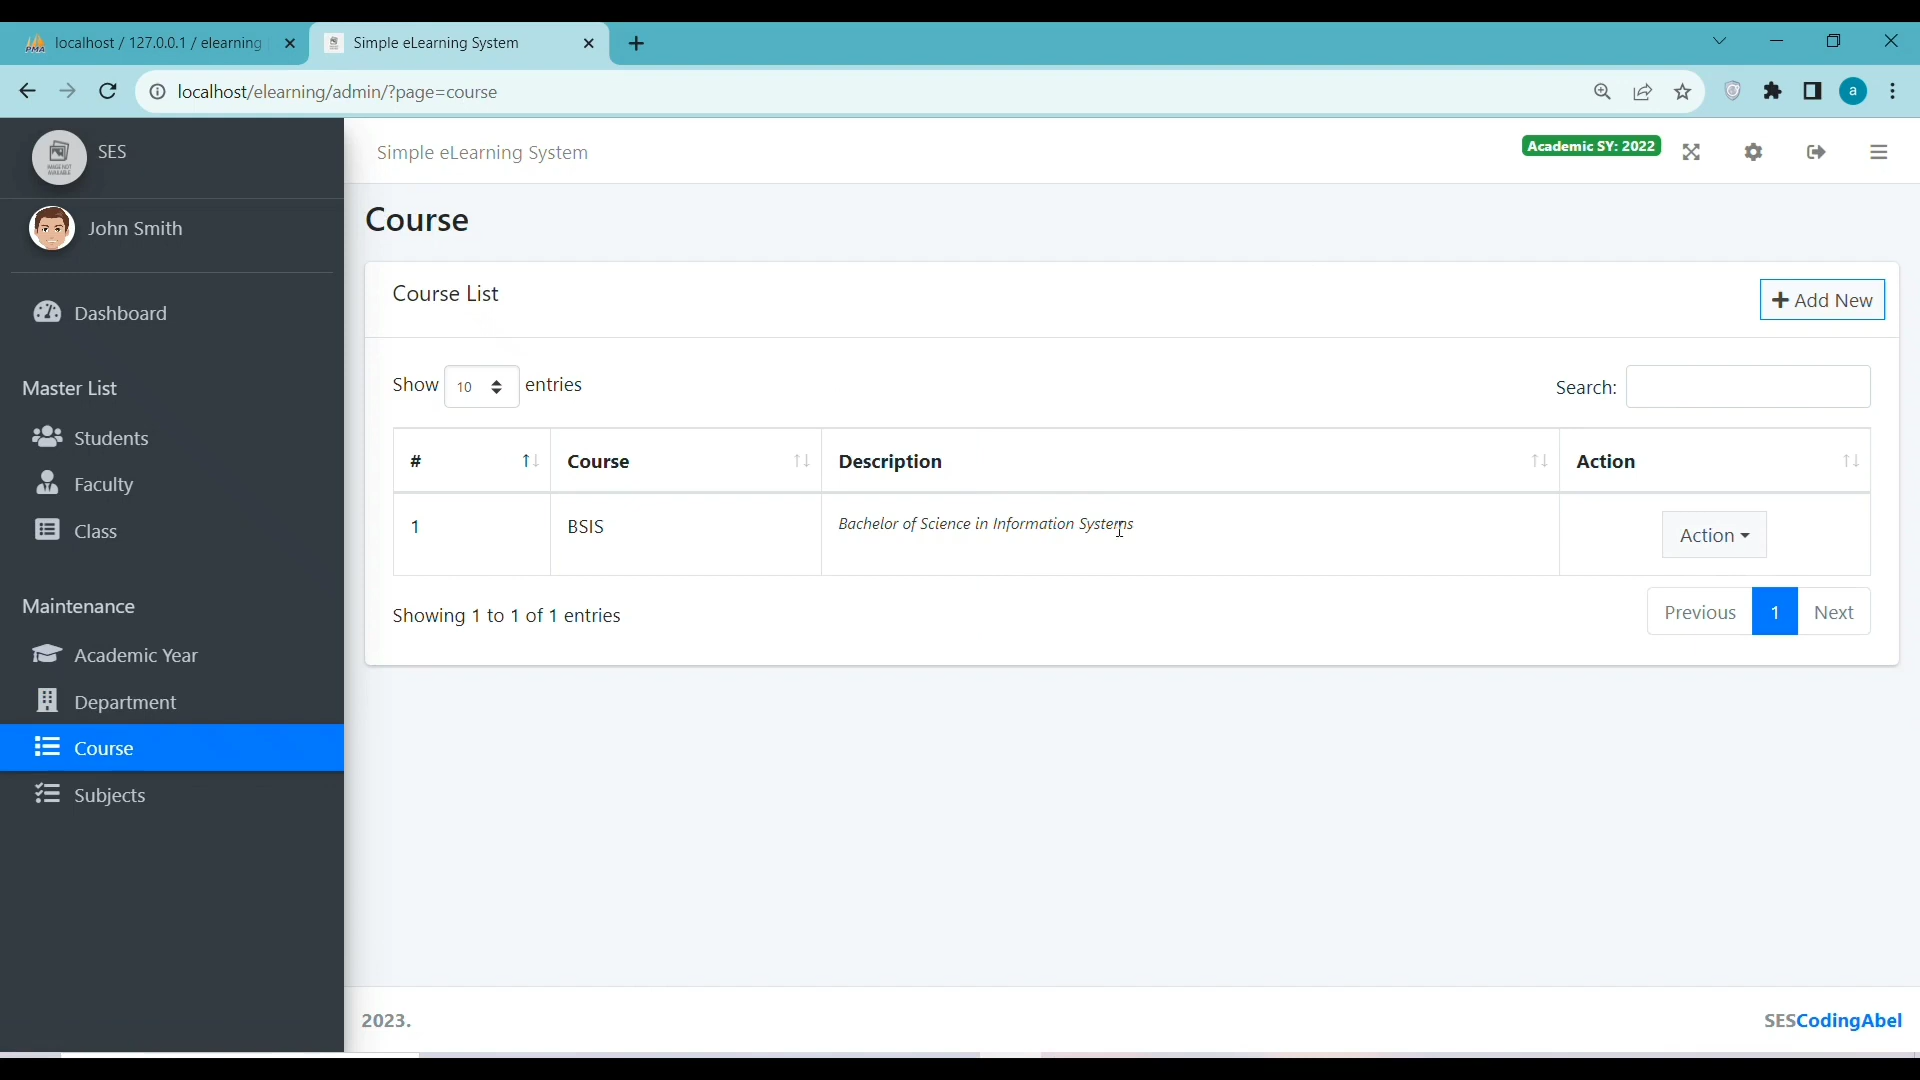 localhost / 127.0.0.1 / elearning
Simple eLearning System
localhost/elearning/admin/?page=course
a
SES
Simple eLearning System
Academic SY: 2022
John Smith
Course
Dashboard
Course List
Add New
Master List
Show 10 entries
Search:
Students
# Course Description Action
Faculty
Class
1 BSIS Bachelor of Science in Information Systems Action
Maintenance
Showing 1 to 1 of 1 entries
Previous 1 Next
Academic Year
Department
Course
Subjects
2023.
SESCodingAbel